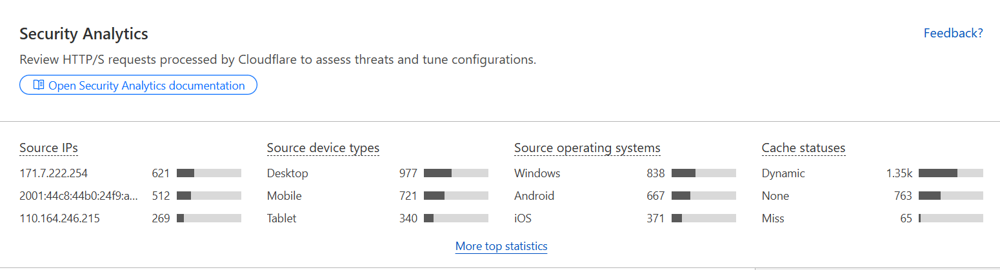 Security Analytics
Feedback?
Review HTTP/S requests processed by Cloudflare to assess threats and tune configurations.
Open Security Analytics documentation
Source IPs
171.7.222.254 621
2001:44c8:44b0:24f9:a... 512
110.164.246.215 269
Source device types
Desktop 977
Mobile 721
Tablet 340
Source operating systems
Windows 838
Android 667
iOS 371
Cache statuses
Dynamic 1.35k
None 763
Miss 65
More top statistics